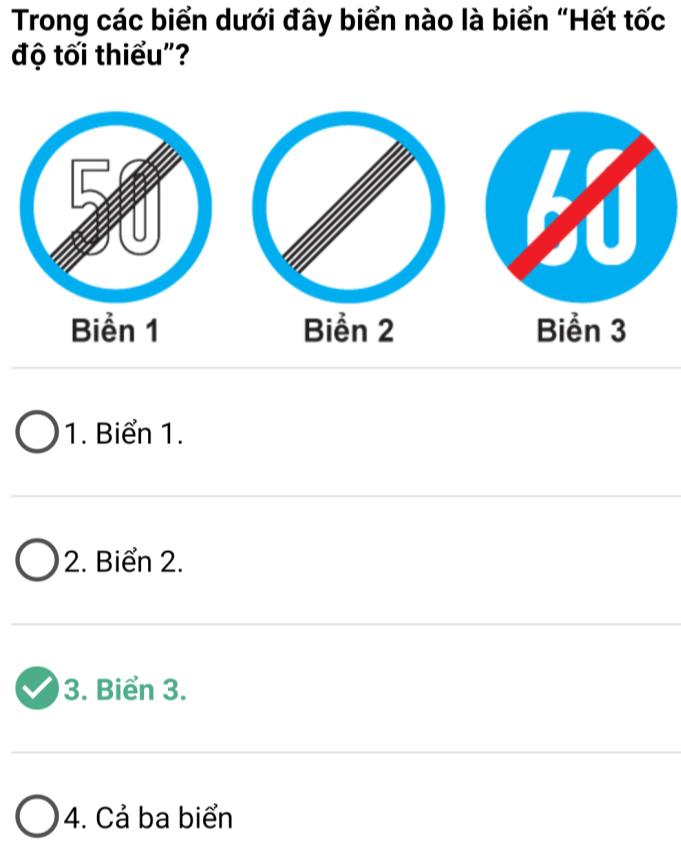 Trong các biển dưới đây biển nào là biển “Hết tốc
độ tối thiểu”?
50
60
Biển 1
Biển 2
Biển 3
1. Biển 1.
2. Biển 2.
3. Biển 3.
4. Cả ba biển